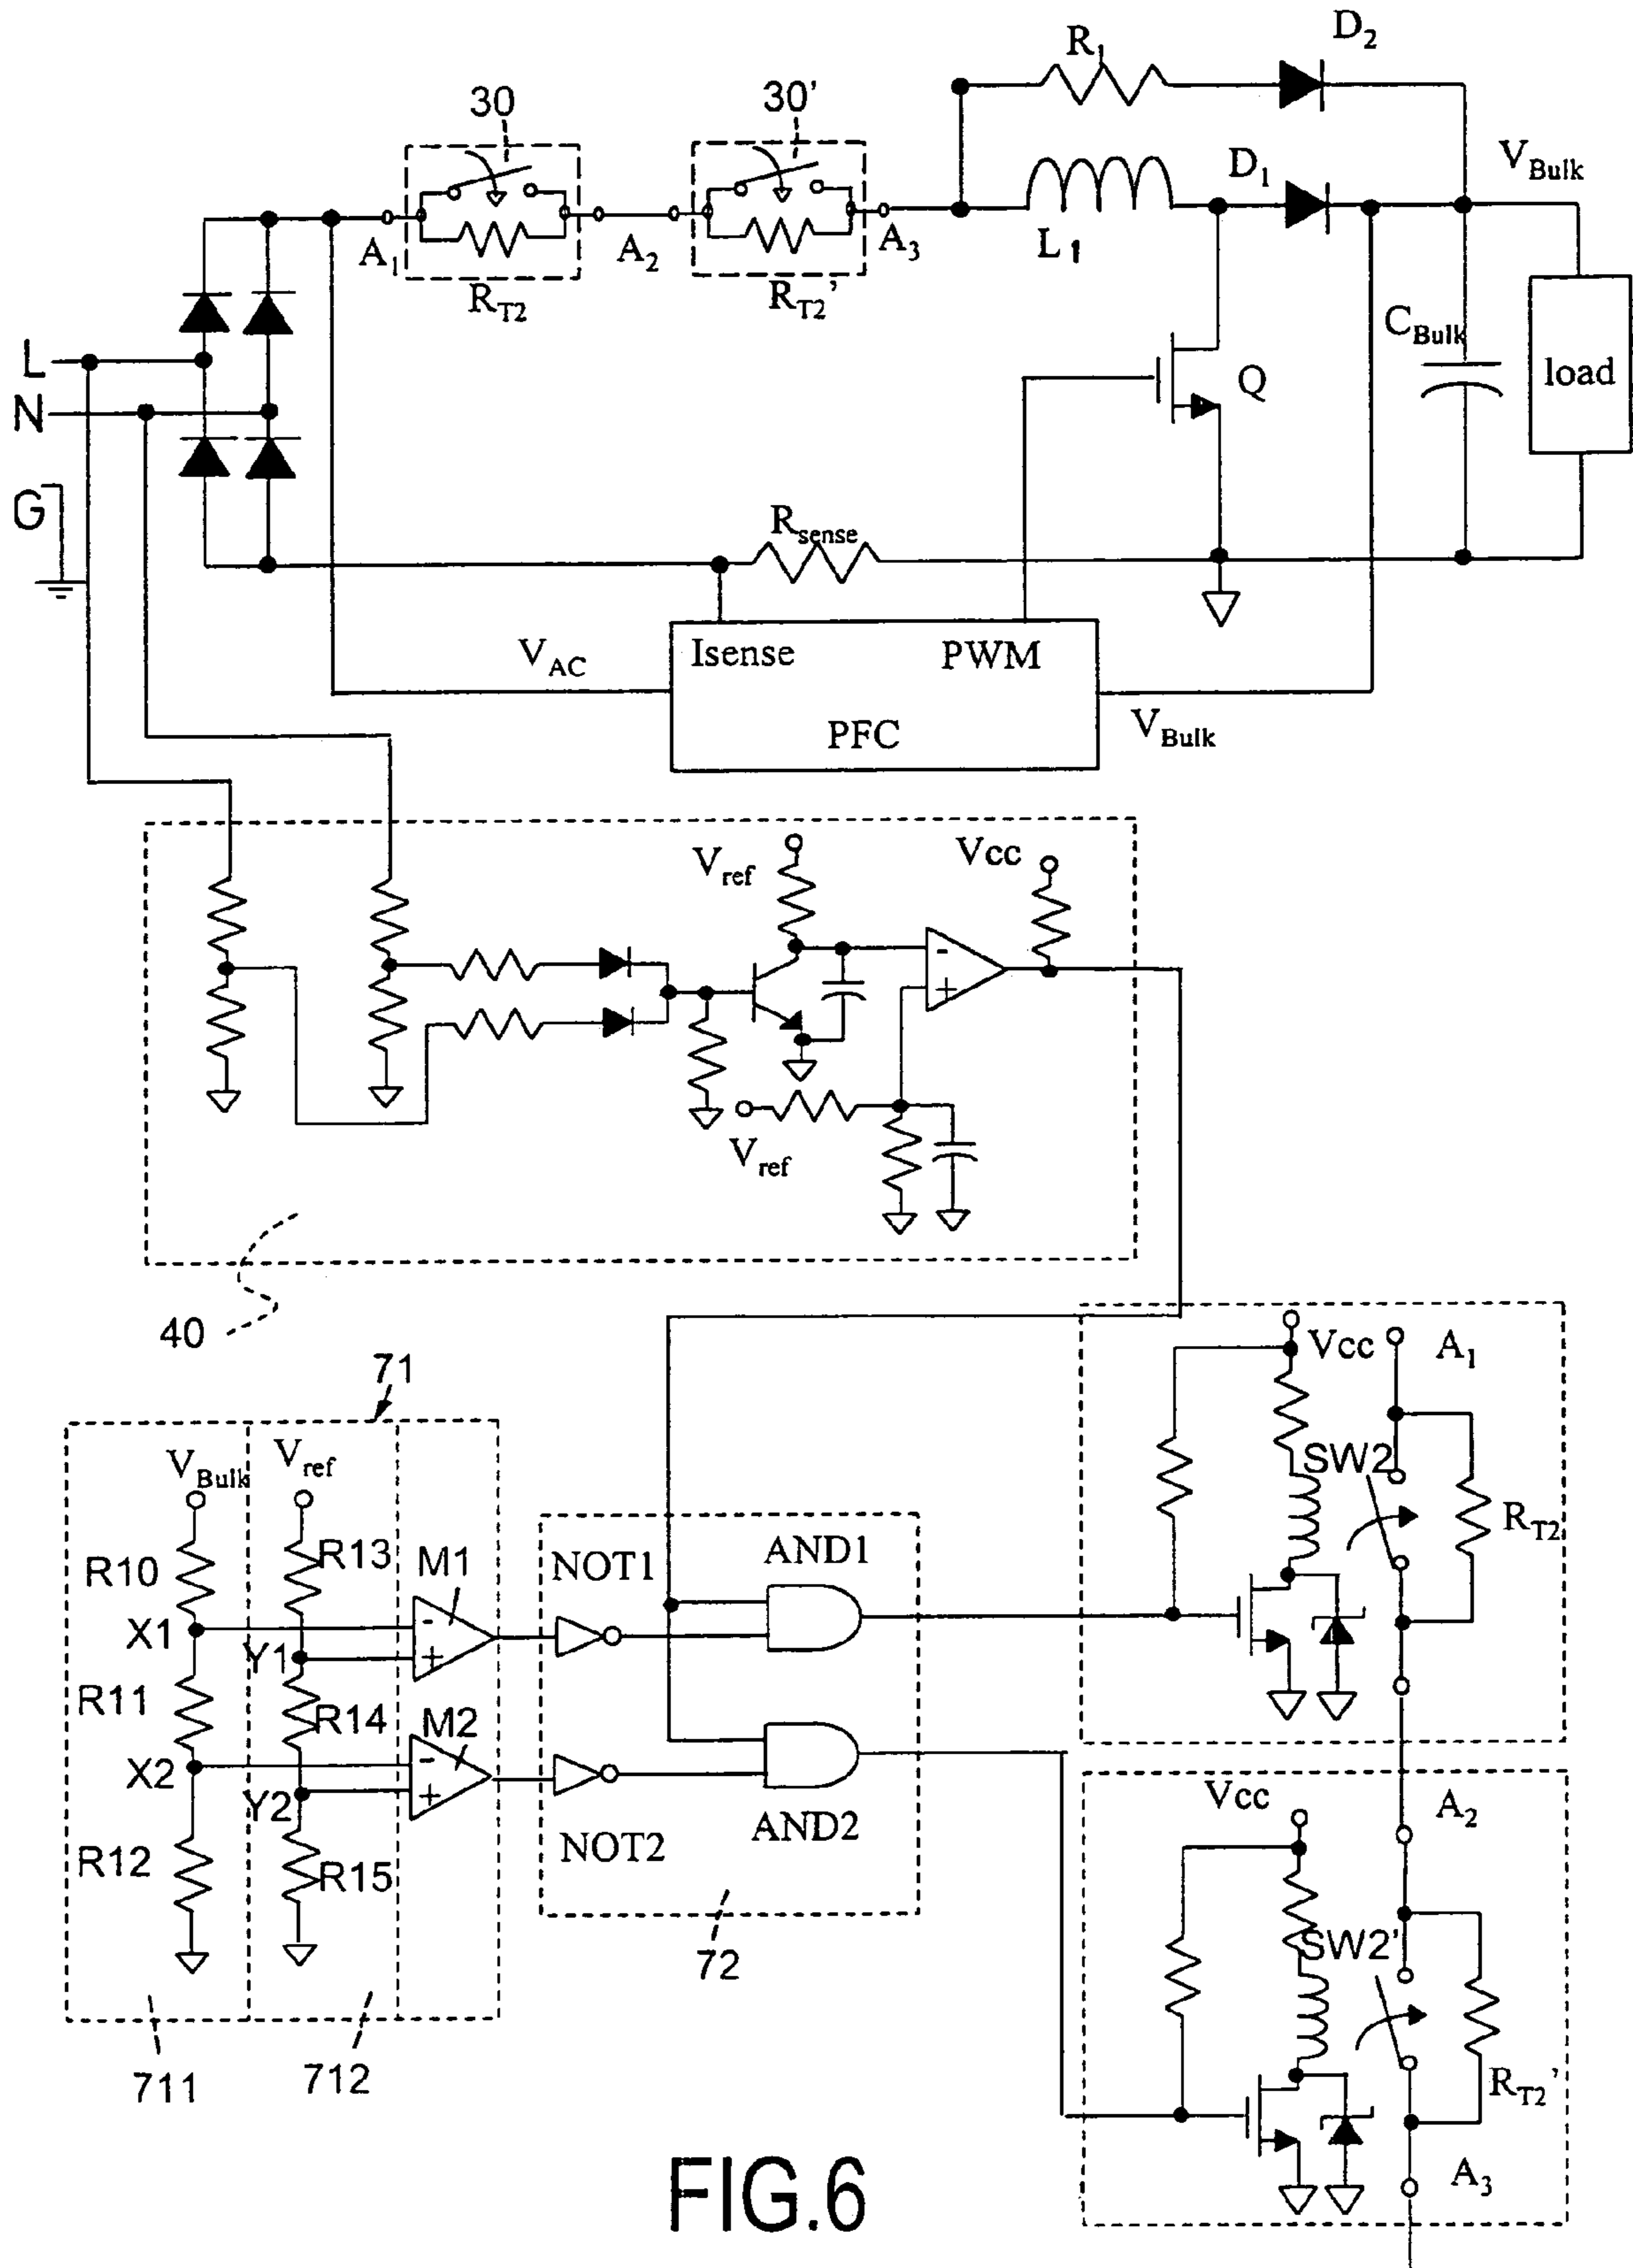 R1
D2
30
30'
D1
VBulk
A1
RT2
A2
RT2'
A3
L1
L
N
G
Q
CBulk
load
Rsense
VAC
Isense
PWM
PFC
VBulk
Vref
Vcc
-
+
Vref
40
71
Vcc
A1
SW2
RT2
VBulk
Vref
R10
R13
M1
NOT1
AND1
X1
Y1
-
+
R11
R14
M2
X2
Y2
-
+
R12
R15
NOT2
AND2
72
711
712
Vcc
A2
SW2'
RT2'
A3
FIG.6